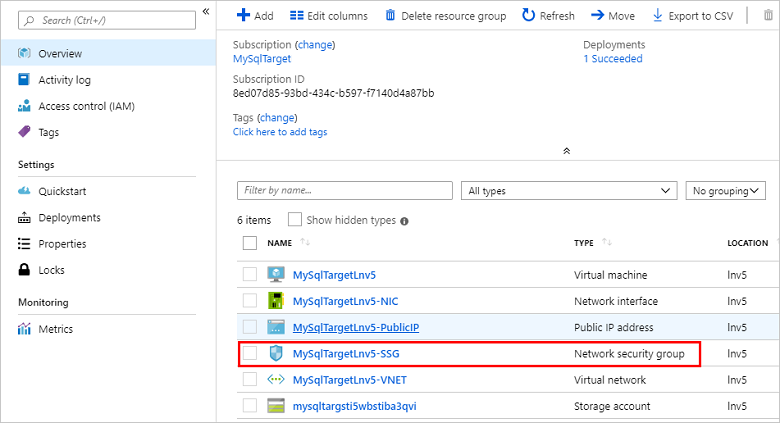 Search (Ctrl+/)
«
Overview
Activity log
Access control (IAM)
Tags
Settings
Quickstart
Deployments
Properties
Locks
Monitoring
Metrics
Add Edit columns Delete resource group Refresh Move Export to CSV
Subscription (change) Deployments
MySqlTarget 1 Succeeded
Subscription ID
8ed07d85-93bd-434c-b597-f7140d4a87bb
Tags (change)
Click here to add tags
Filter by name... All types No grouping
6 items Show hidden types
NAME TYPE LOCATION
MySqlTargetLnv5 Virtual machine lnv5
MySqlTargetLnv5-NIC Network interface lnv5
MySqlTargetLnv5-PublicIP Public IP address lnv5
MySqlTargetLnv5-SSG Network security group lnv5
MySqlTargetLnv5-VNET Virtual network lnv5
mysqltargsti5wbstiba3qvi Storage account lnv5